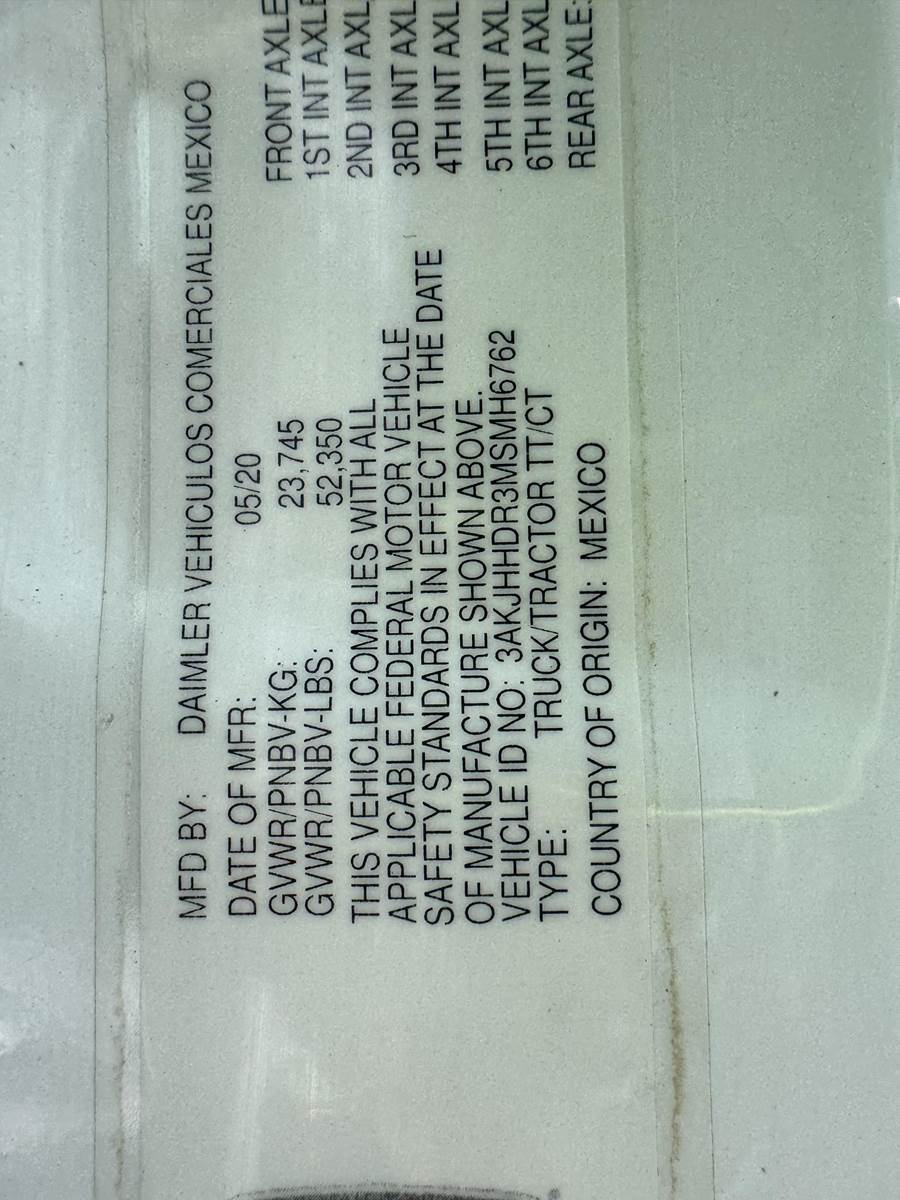 MFD BY: DAIMLER VEHICULOS COMERCIALES MEXICO
DATE OF MFR: 05/20
GVWR/PNBV-KG: 23,745
GVWR/PNBV-LBS: 52,350
THIS VEHICLE COMPLIES WITH ALL
APPLICABLE FEDERAL MOTOR VEHICLE
SAFETY STANDARDS IN EFFECT AT THE DATE
OF MANUFACTURE SHOWN ABOVE.
VEHICLE ID NO: 3AKJHHDR3MSMH6762
TYPE: TRUCK/TRACTOR TT/CT
COUNTRY OF ORIGIN: MEXICO
FRONT AXLE
1ST INT AXLE
2ND INT AXL
3RD INT AXL
4TH INT AXL
5TH INT AXL
6TH INT AXL
REAR AXLE: